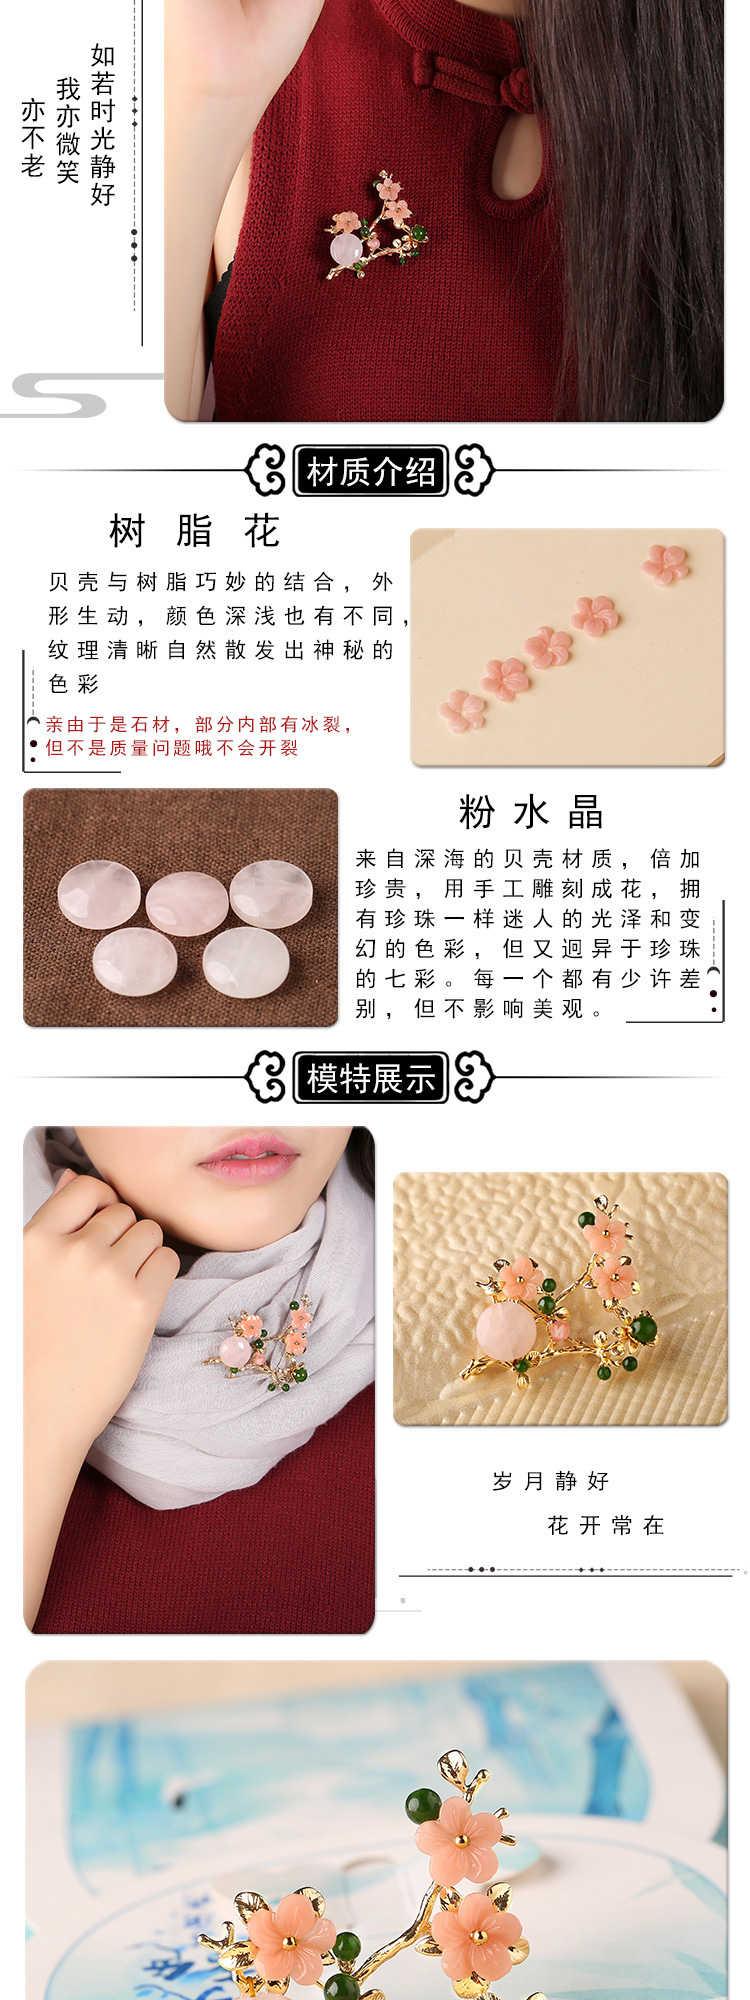 如若时光静好
我亦微笑
亦不老
材质介绍
树脂花
贝壳与树脂巧妙的结合，外
形生动，颜色深浅也有不同，
纹理清晰自然散发出神秘的
色彩
亲由于是石材，部分内部有冰裂，
但不是质量问题哦不会开裂
粉水晶
来自深海的贝壳材质，倍加
珍贵，用手工雕刻成花，拥
有珍珠一样迷人的光泽和变
幻的色彩，但又迥异于珍珠
的七彩。每一个都有少许差
别，但不影响美观。
模特展示
岁月静好
花开常在